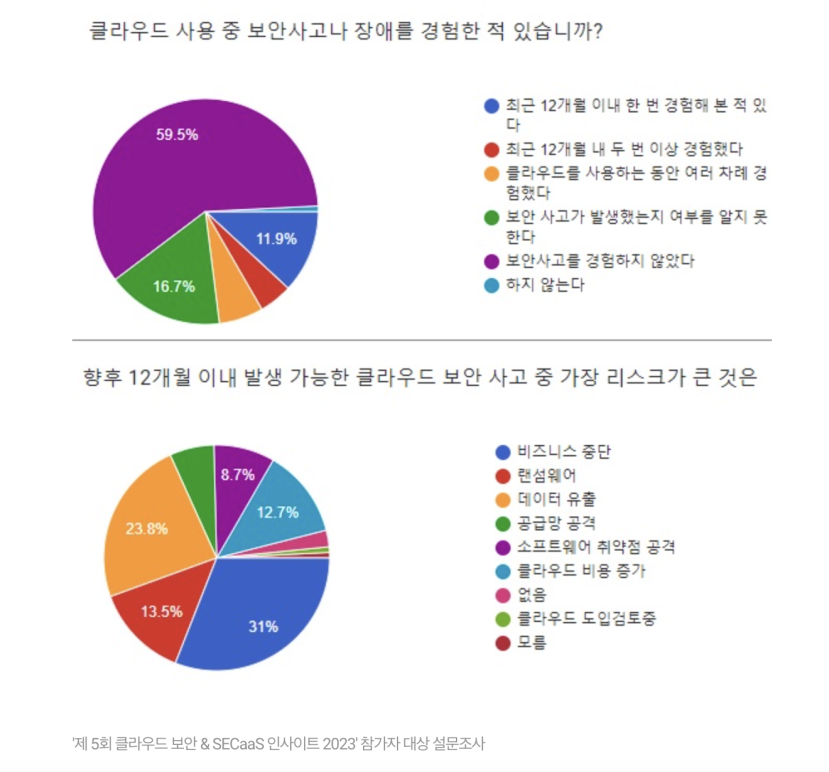 클라우드 사용 중 보안사고나 장애를 경험한 적 있습니까?
59.5%
11.9%
16.7%
최근 12개월 이내 한 번 경험해 본 적 있
다
최근 12개월 내 두 번 이상 경험했다
클라우드를 사용하는 동안 여러 차례 경
험했다
보안 사고가 발생했는지 여부를 알지 못
한다
보안사고를 경험하지 않았다
하지 않는다
향후 12개월 이내 발생 가능한 클라우드 보안 사고 중 가장 리스크가 큰 것은
8.7%
12.7%
23.8%
13.5%
31%
비즈니스 중단
랜섬웨어
데이터 유출
공급망 공격
소프트웨어 취약점 공격
클라우드 비용 증가
없음
클라우드 도입검토중
모름
'제 5회 클라우드 보안 & SECaaS 인사이트 2023' 참가자 대상 설문조사